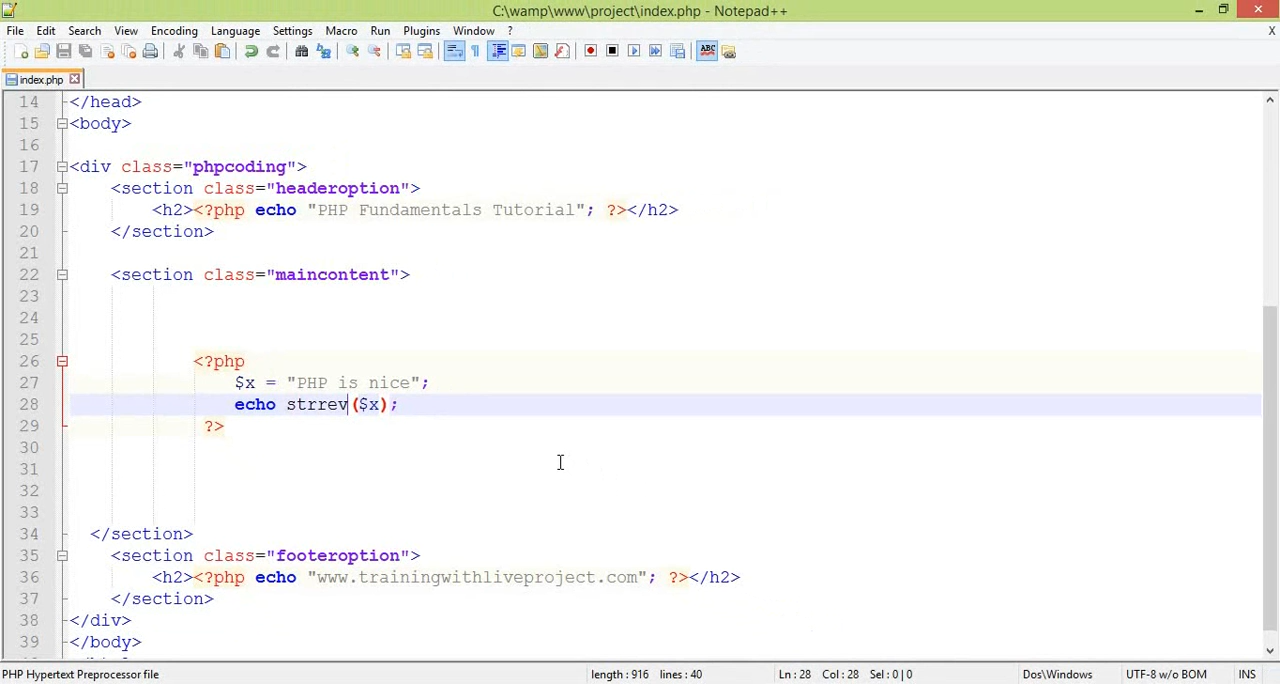 C:\wamp\www\project\index.php - Notepad++
File Edit Search View Encoding Language Settings Macro Run Plugins Window ? X
ABC
index.php
14 </head>
15 <body>
16
17 <div class="phpcoding">
18 <section class="headeroption">
19 <h2><?php echo "PHP Fundamentals Tutorial"; ?></h2>
20 </section>
21
22 <section class="maincontent">
23
24
25
26 <?php
27 $x = "PHP is nice";
28 echo strrev($x);
29 ?>
30
31
32
33
34 </section>
35 <section class="footeroption">
36 <h2><?php echo "www.trainingwithliveproject.com"; ?></h2>
37 </section>
38 </div>
39 </body>
PHP Hypertext Preprocessor file length : 916 lines : 40 Ln : 28 Col : 28 Sel : 0 | 0 Dos\Windows UTF-8 w/o BOM INS